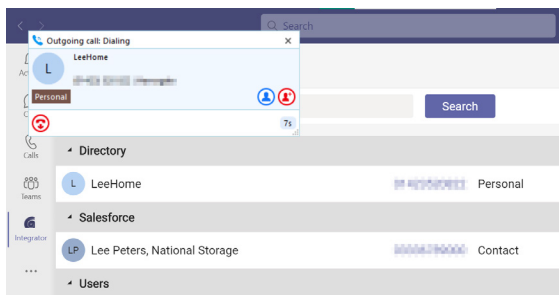 Search
Outgoing call: Dialing
LeeHome
L
Personal
7s
Search
Calls
Directory
Teams
L LeeHome Personal
Salesforce
Integrator
LP Lee Peters, National Storage Contact
Users